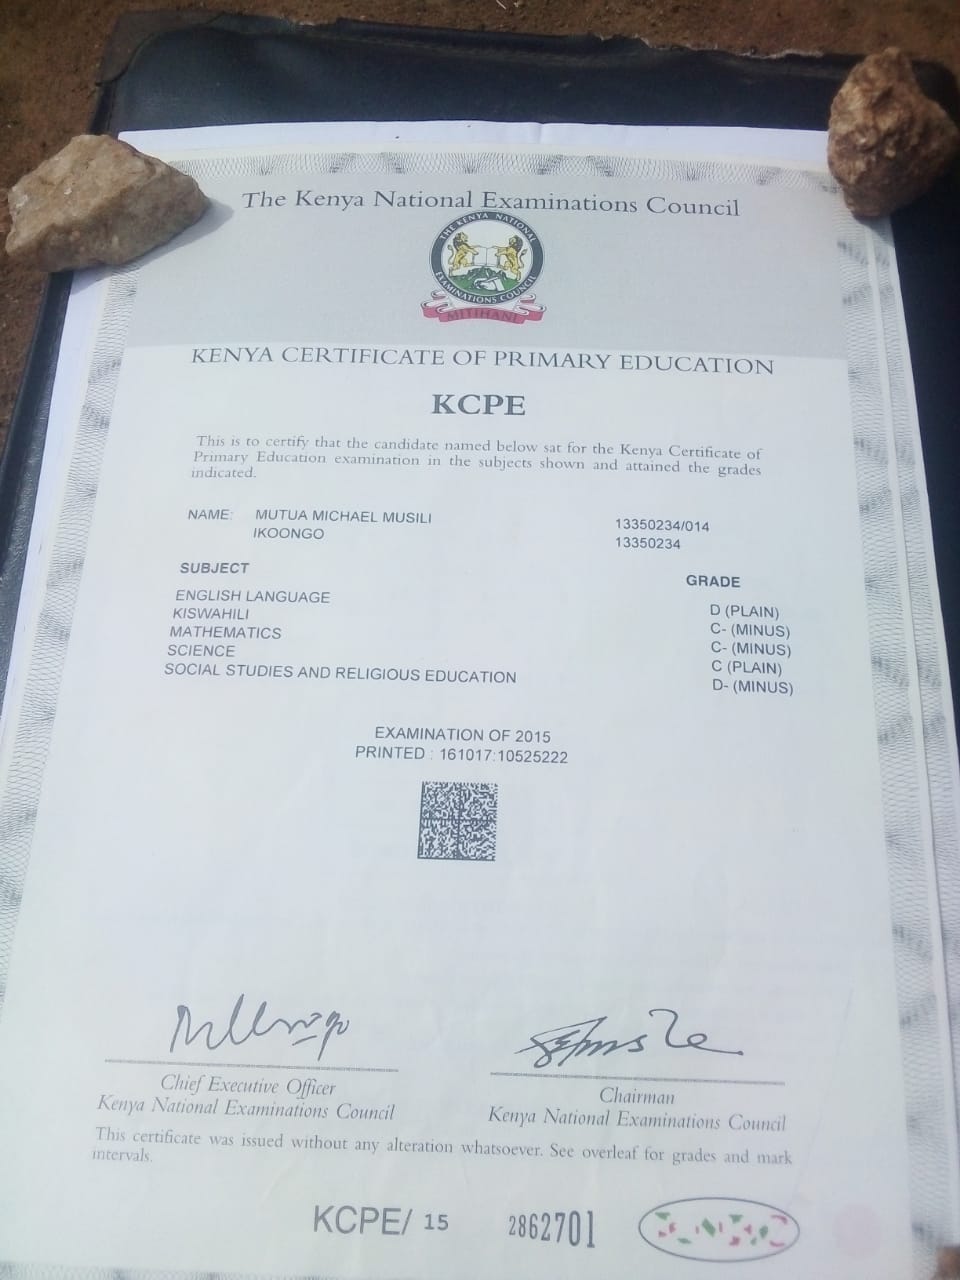 The Kenya National Examinations Council
THE KENYA NATIONAL
EXAMINATIONS COUNCIL
MITIHANI
KENYA CERTIFICATE OF PRIMARY EDUCATION
KCPE
This is to certify that the candidate named below sat for the Kenya Certificate of
Primary Education examination in the subjects shown and attained the grades
indicated.
NAME: MUTUA MICHAEL MUSILI 13350234/014
IKOONGO 13350234
SUBJECT GRADE
ENGLISH LANGUAGE D (PLAIN)
KISWAHILI C- (MINUS)
MATHEMATICS C- (MINUS)
SCIENCE C (PLAIN)
SOCIAL STUDIES AND RELIGIOUS EDUCATION D- (MINUS)
EXAMINATION OF 2015
PRINTED : 161017:10525222
Chief Executive Officer Chairman
Kenya National Examinations Council Kenya National Examinations Council
This certificate was issued without any alteration whatsoever. See overleaf for grades and mark
intervals.
KCPE/ 15 2862701